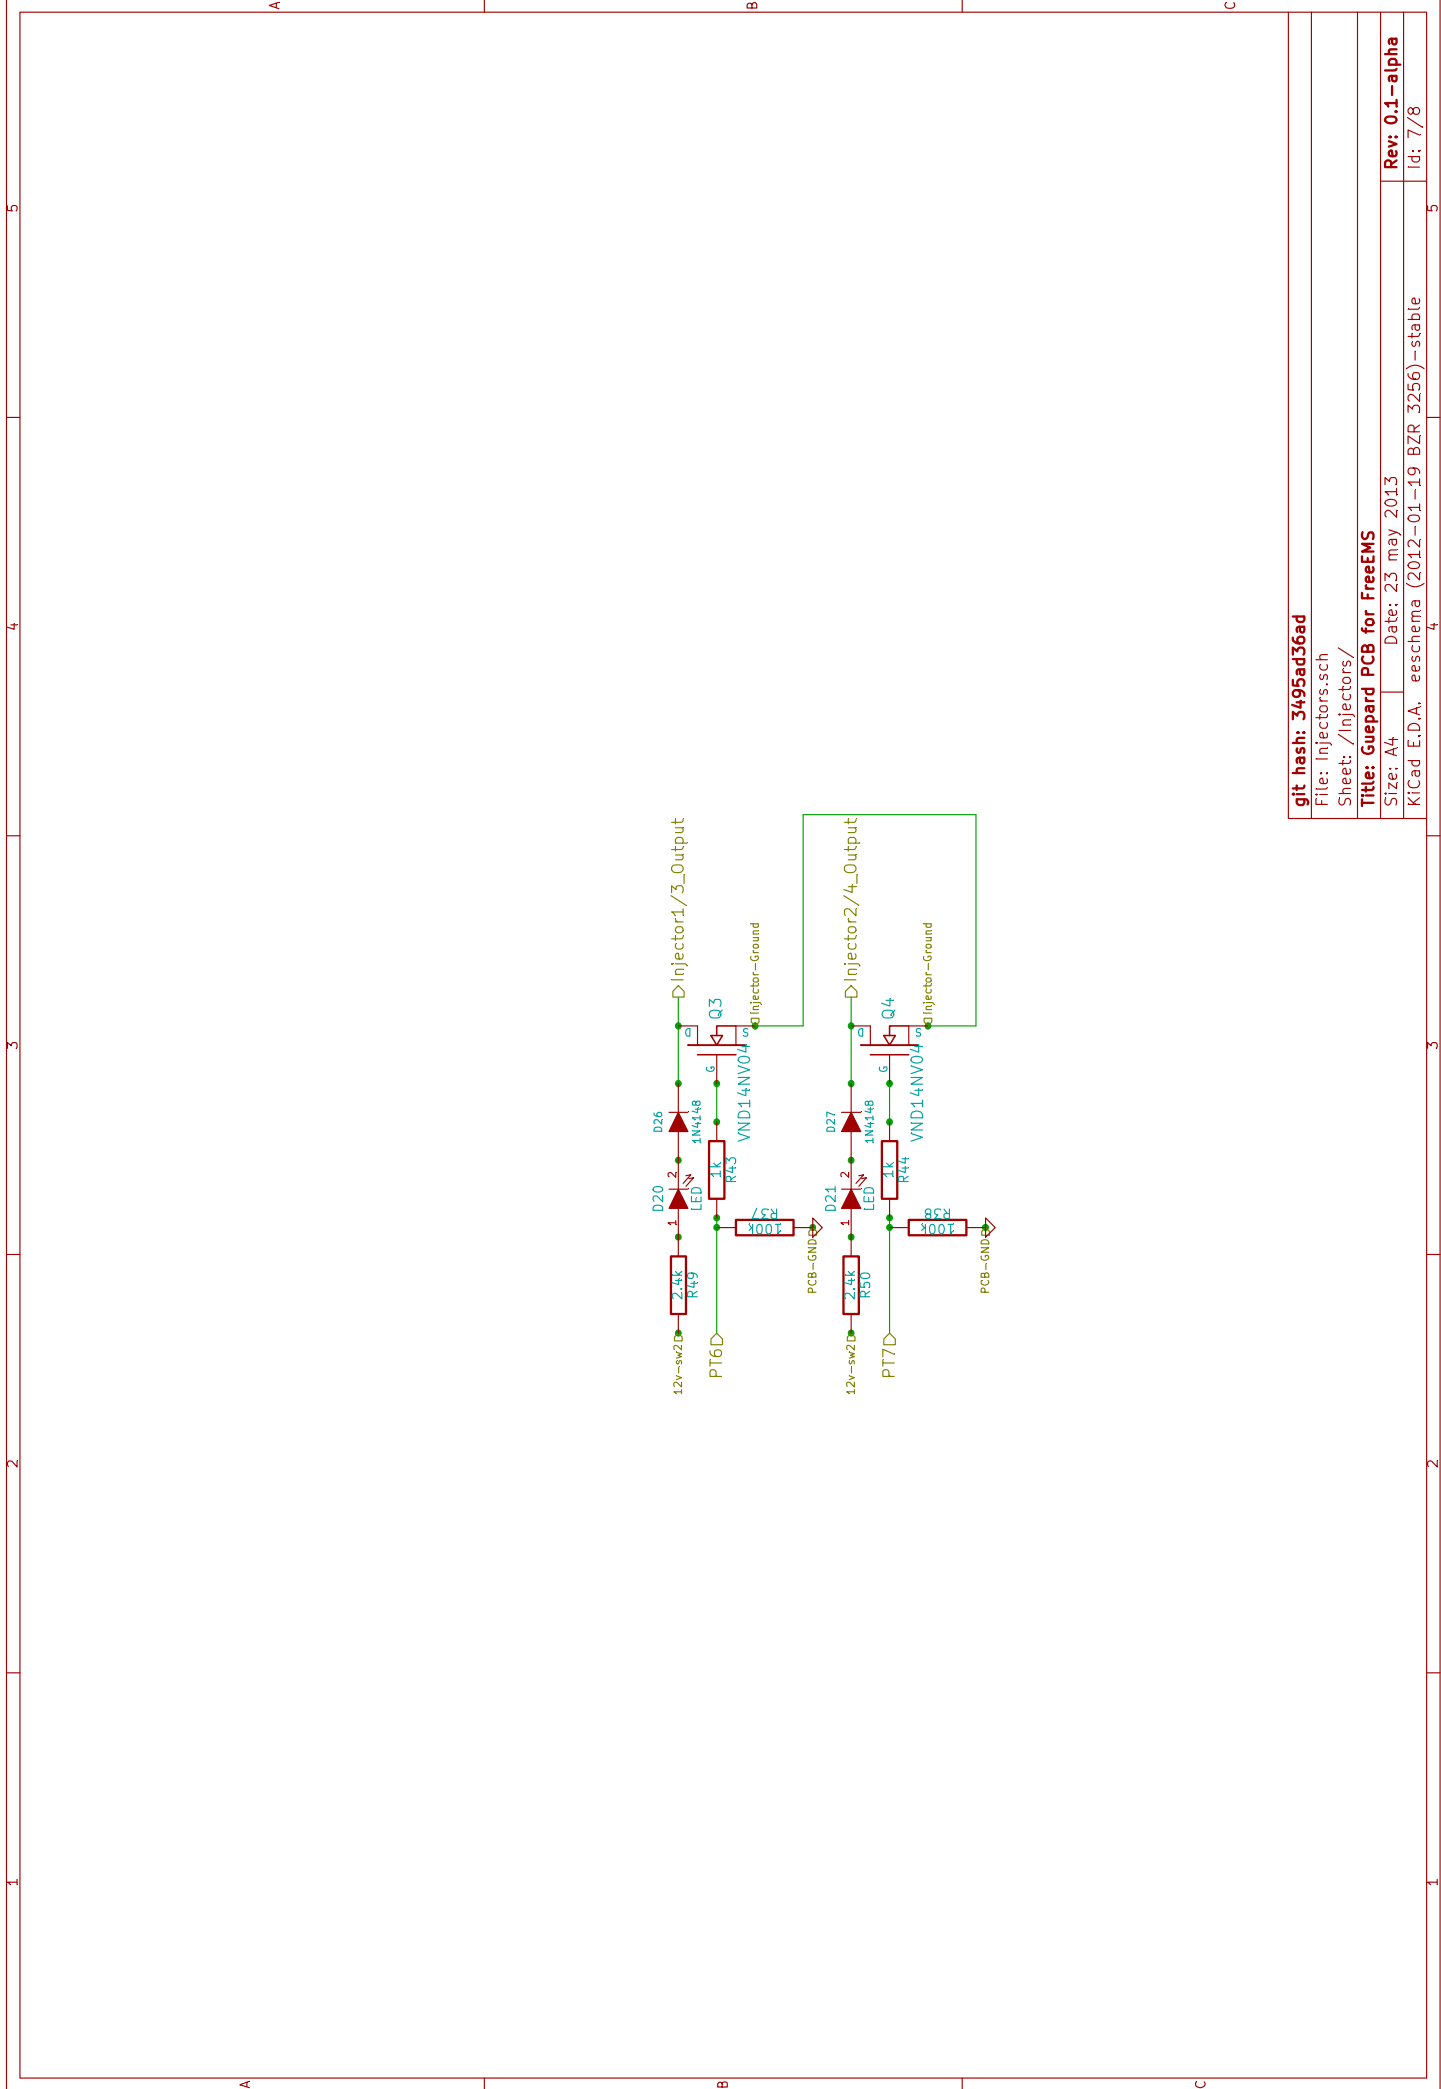 A
B
C
A
B
C
1
2
3
4
5
1
2
3
4
5
12v-sw2
2.4k
R49
1
D20
LED
2
D26
1N4148
Injector1/3_Output
PT6
R37
100k
PCB-GND
1k
R43
G
D
S
Q3
VND14NV04
Injector-Ground
12v-sw2
2.4k
R50
1
D21
LED
2
D27
1N4148
Injector2/4_Output
PT7
R38
100k
PCB-GND
1k
R44
G
D
S
Q4
VND14NV04
Injector-Ground
git hash: 3495ad36ad
File: Injectors.sch
Sheet: /Injectors/
Title: Guepard PCB for FreeEMS
Size: A4 Date: 23 may 2013 Rev: 0.1-alpha
KiCad E.D.A. eeschema (2012-01-19 BZR 3256)-stable Id: 7/8